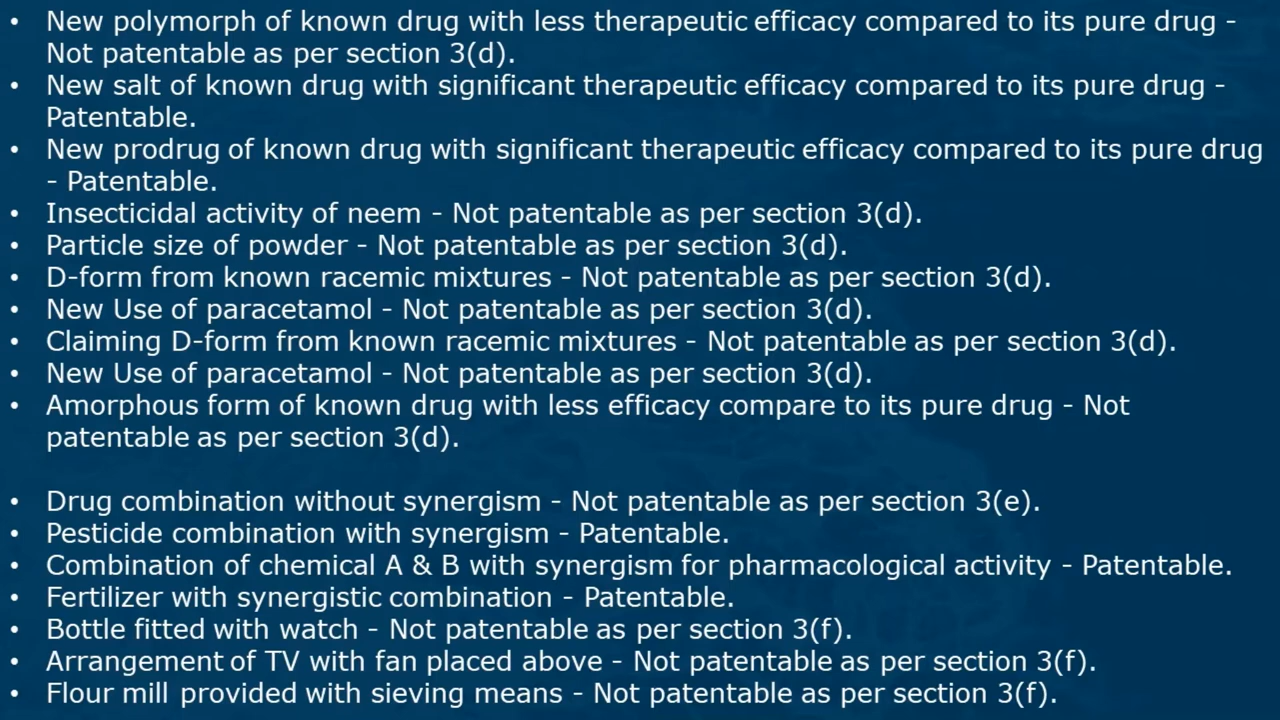 • New polymorph of known drug with less therapeutic efficacy compared to its pure drug -
Not patentable as per section 3(d).
• New salt of known drug with significant therapeutic efficacy compared to its pure drug -
Patentable.
• New prodrug of known drug with significant therapeutic efficacy compared to its pure drug
- Patentable.
• Insecticidal activity of neem - Not patentable as per section 3(d).
• Particle size of powder - Not patentable as per section 3(d).
• D-form from known racemic mixtures - Not patentable as per section 3(d).
• New Use of paracetamol - Not patentable as per section 3(d).
• Claiming D-form from known racemic mixtures - Not patentable as per section 3(d).
• New Use of paracetamol - Not patentable as per section 3(d).
• Amorphous form of known drug with less efficacy compare to its pure drug - Not
patentable as per section 3(d).
• Drug combination without synergism - Not patentable as per section 3(e).
• Pesticide combination with synergism - Patentable.
• Combination of chemical A & B with synergism for pharmacological activity - Patentable.
• Fertilizer with synergistic combination - Patentable.
• Bottle fitted with watch - Not patentable as per section 3(f).
• Arrangement of TV with fan placed above - Not patentable as per section 3(f).
• Flour mill provided with sieving means - Not patentable as per section 3(f).